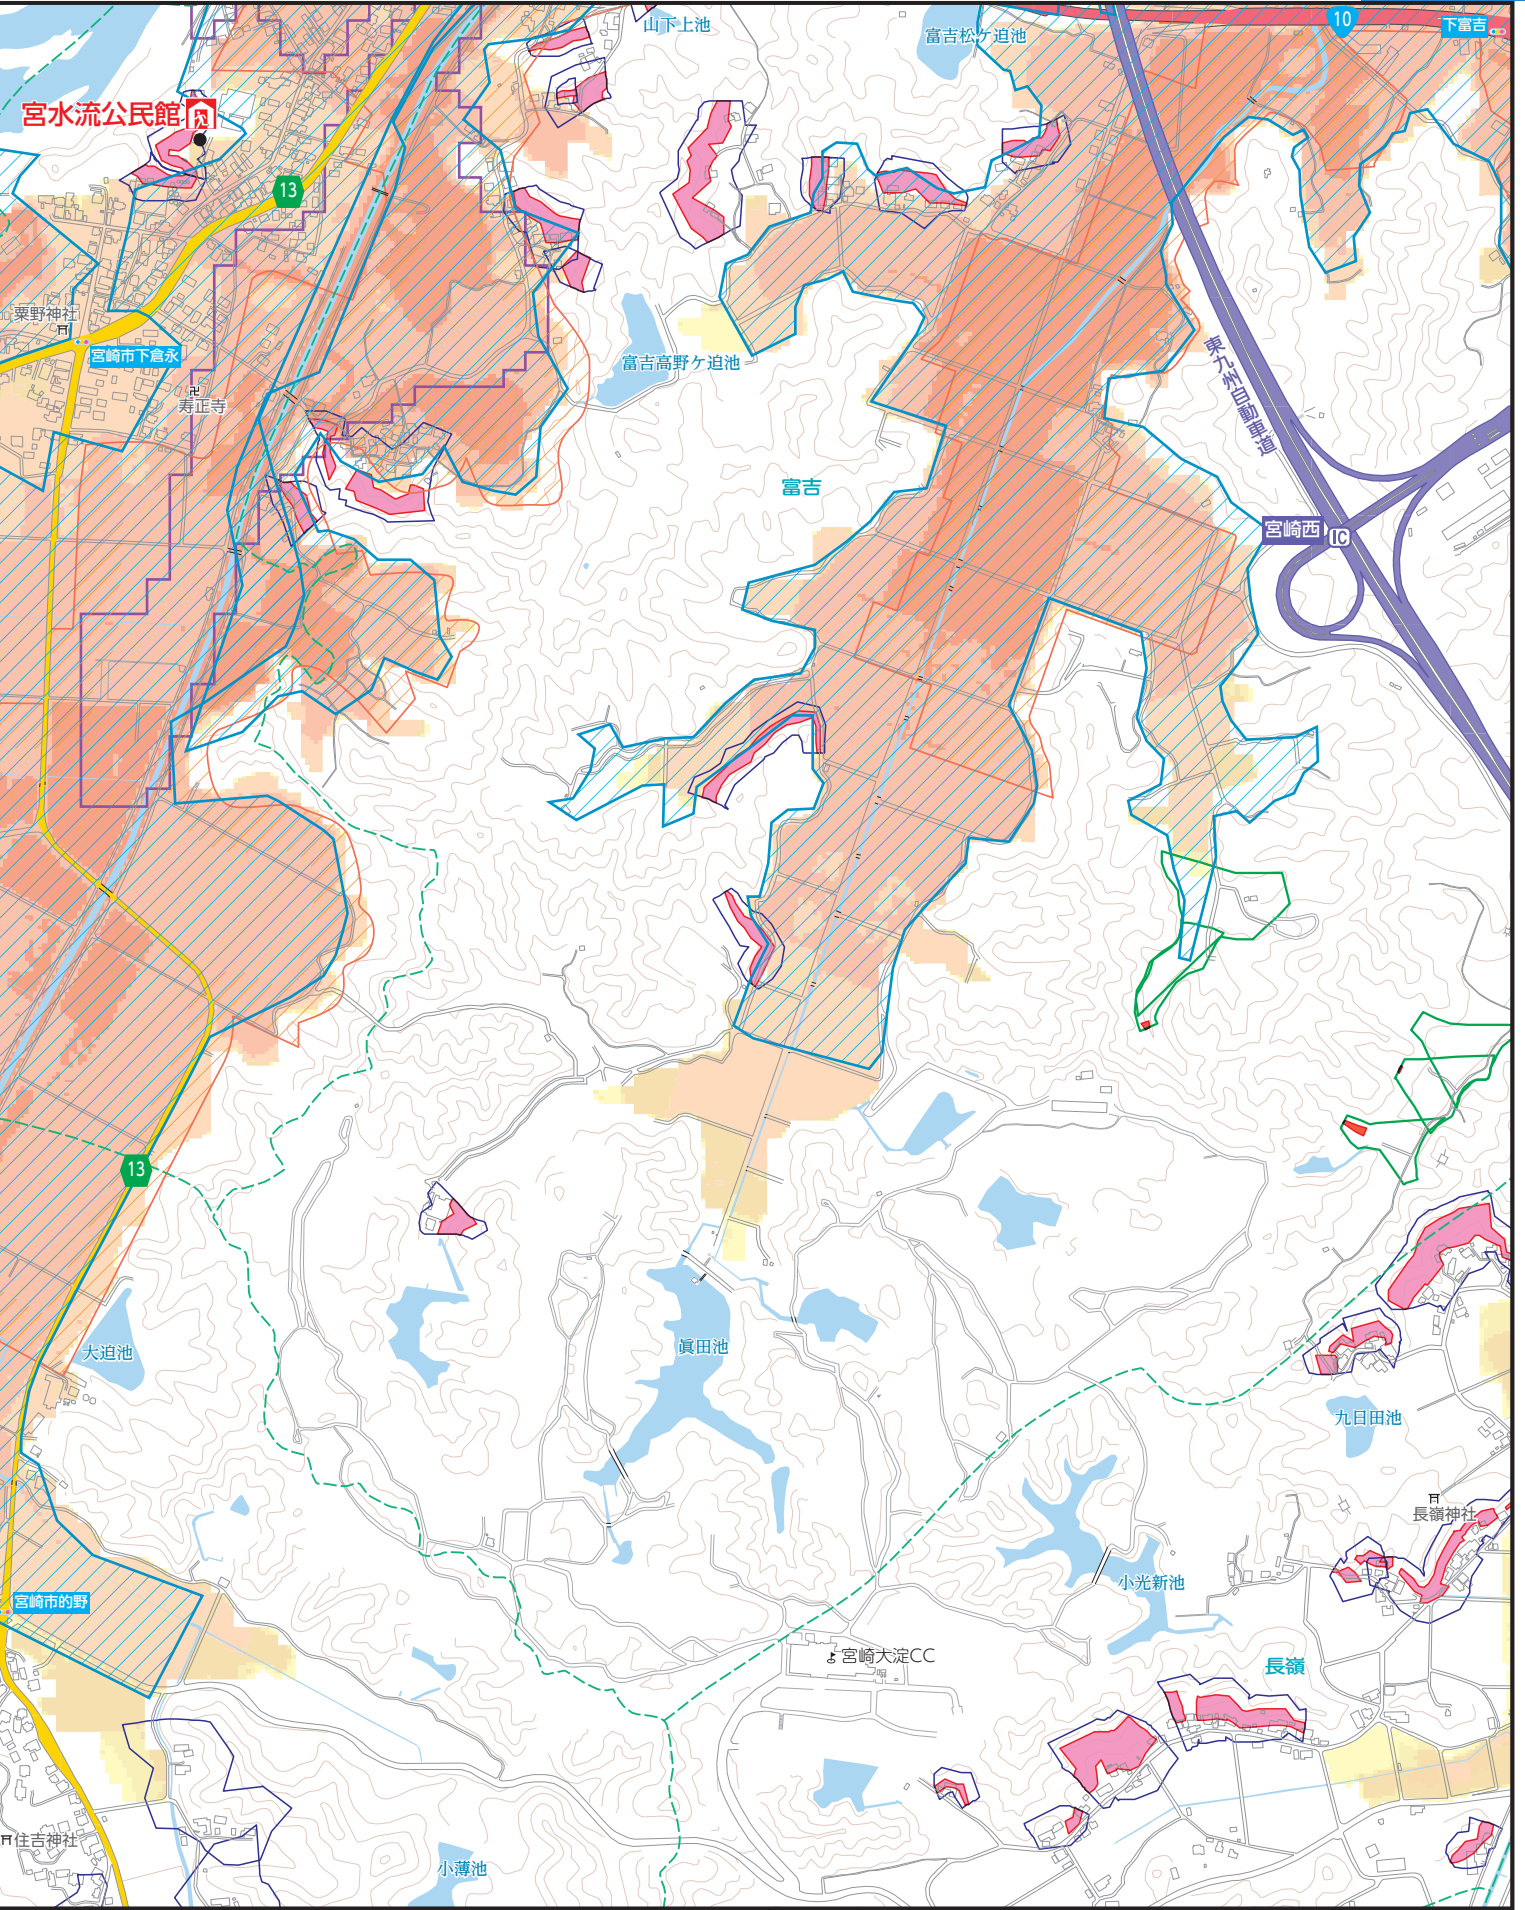 山下上池
富吉松ケ迫池
10
下富吉
宮水流公民館
13
粟野神社
宮崎市下倉永
寿正寺
富吉高野ケ迫池
東九州自動車道
富吉
宮崎西
IC
13
大迫池
眞田池
九日田池
長嶺神社
宮崎市的野
小光新池
宮崎大淀CC
長嶺
住吉神社
小薄池